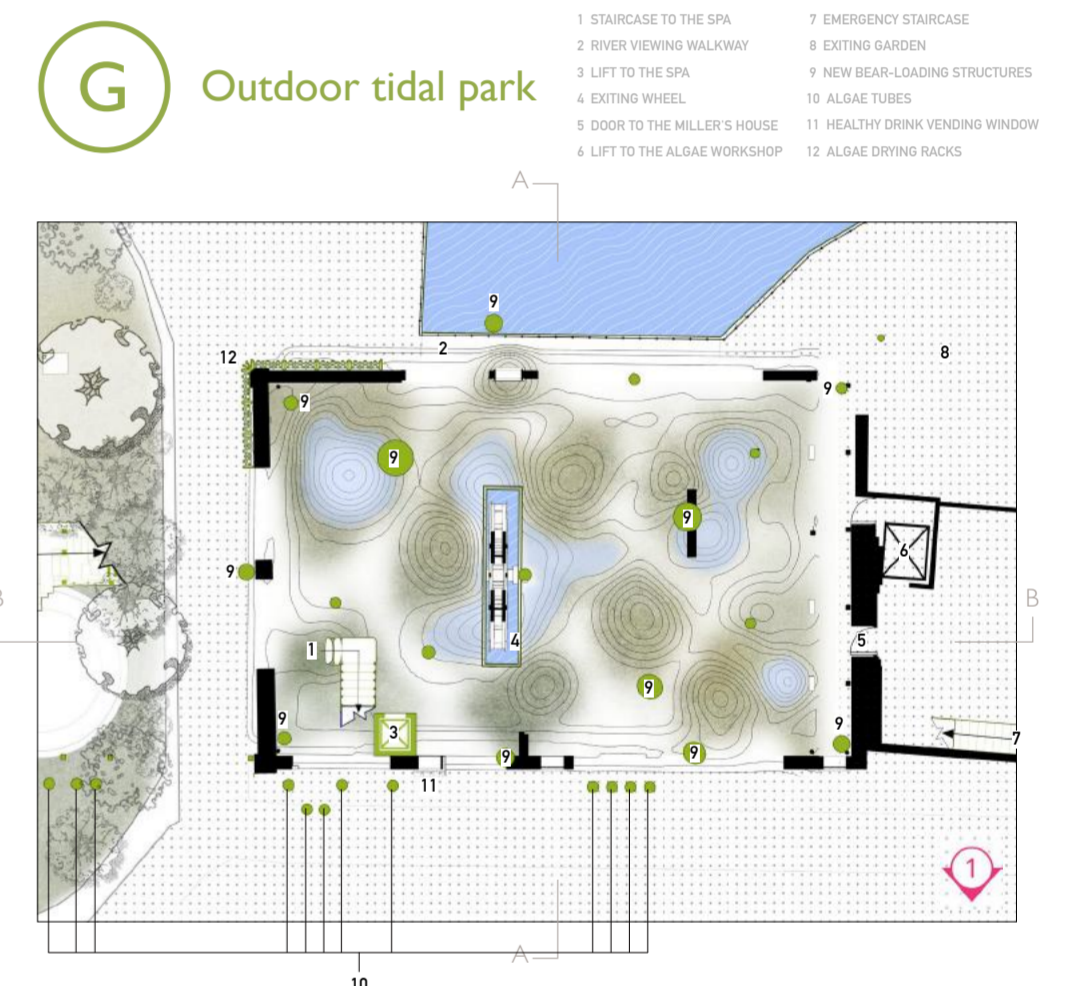 G
Outdoor tidal park
1 STAIRCASE TO THE SPA
2 RIVER VIEWING WALKWAY
3 LIFT TO THE SPA
4 EXITING WHEEL
5 DOOR TO THE MILLER'S HOUSE
6 LIFT TO THE ALGAE WORKSHOP
7 EMERGENCY STAIRCASE
8 EXITING GARDEN
9 NEW BEAR-LOADING STRUCTURES
10 ALGAE TUBES
11 HEALTHY DRINK VENDING WINDOW
12 ALGAE DRYING RACKS
A
9
2
8
12
9
9
9
9
6
9
B
B
4
5
1
9
9
3
9
7
9
9
11
1
A
10